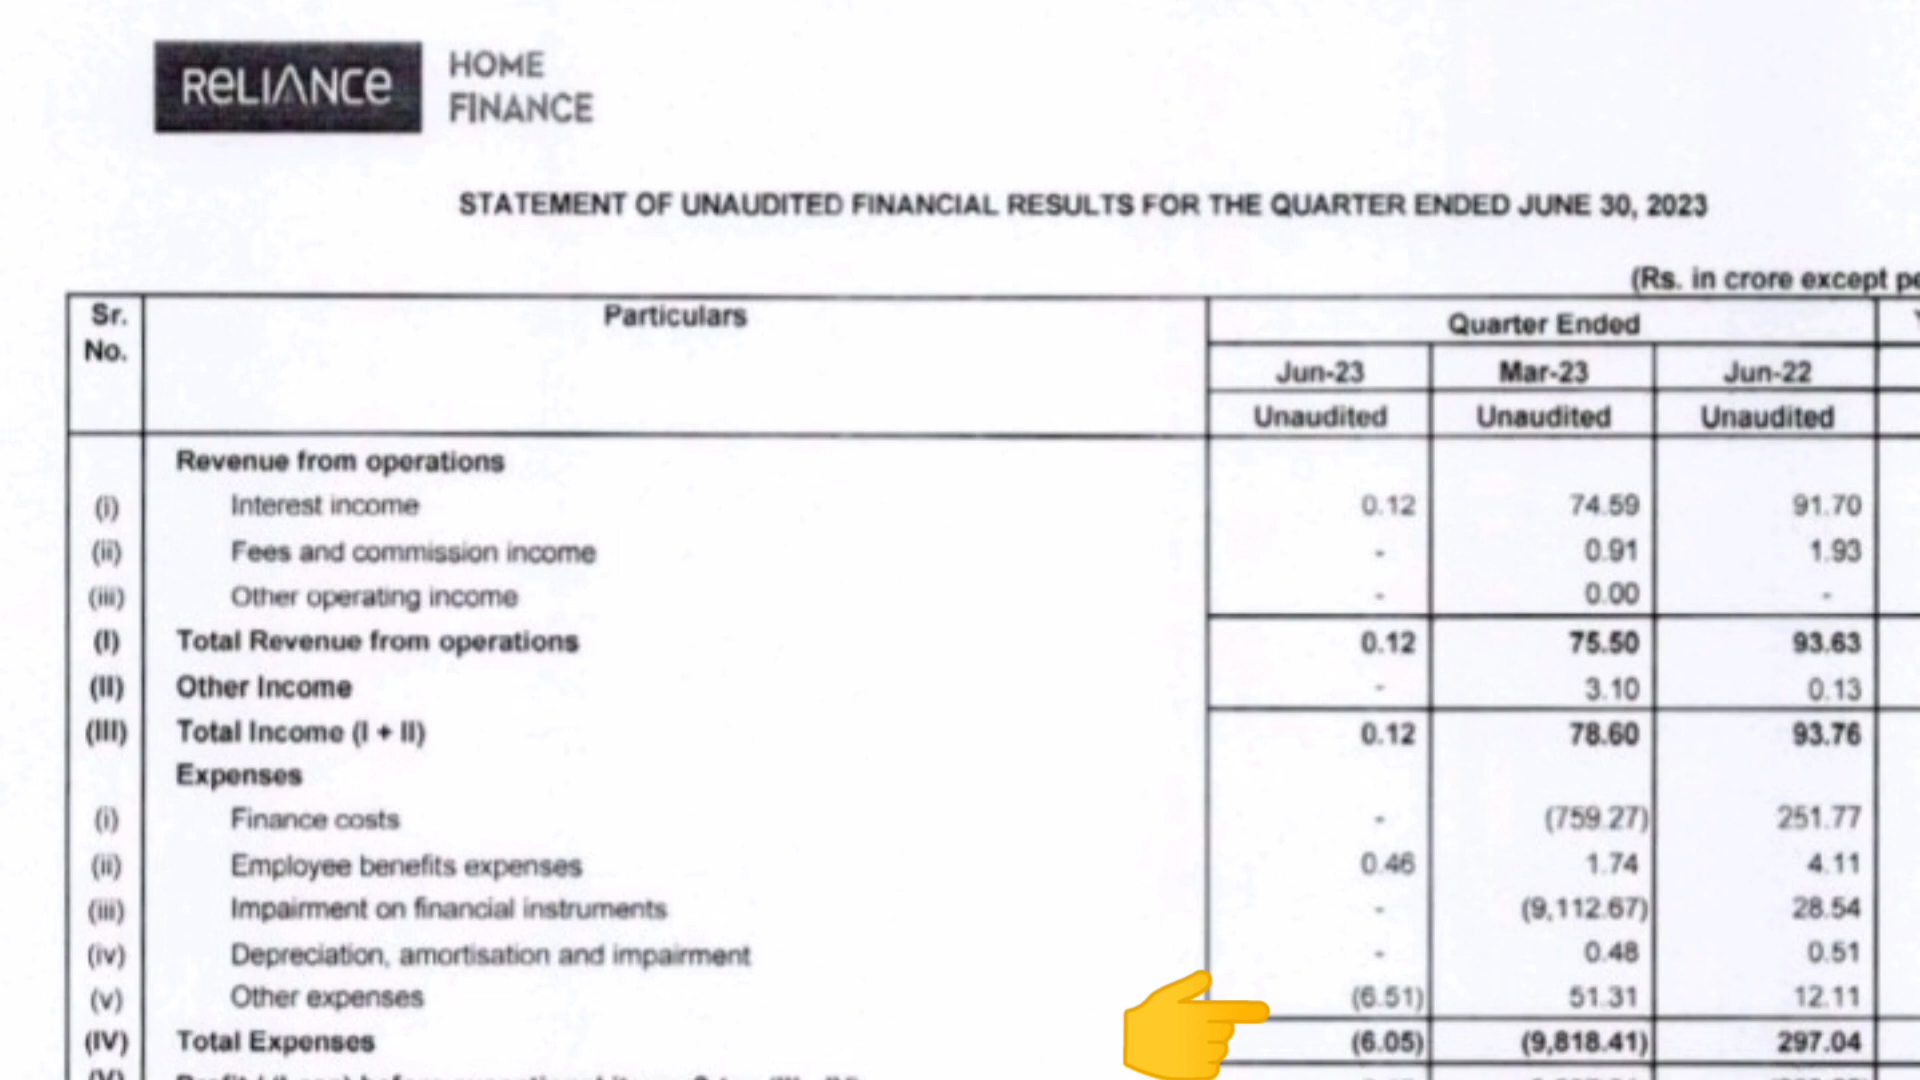 RELIANCE HOME FINANCE
STATEMENT OF UNAUDITED FINANCIAL RESULTS FOR THE QUARTER ENDED JUNE 30, 2023
(Rs. in crore except
Sr. No. Particulars Quarter Ended
Jun-23 Mar-23 Jun-22
Unaudited Unaudited Unaudited
Revenue from operations
(i) Interest income 0.12 74.59 91.70
(ii) Fees and commission income - 0.91 1.93
(iii) Other operating income - 0.00 -
(I) Total Revenue from operations 0.12 75.50 93.63
(II) Other Income - 3.10 0.13
(III) Total Income (I + II) 0.12 78.60 93.76
Expenses
(i) Finance costs - (759.27) 251.77
(ii) Employee benefits expenses 0.46 1.74 4.11
(iii) Impairment on financial instruments - (9,112.67) 28.54
(iv) Depreciation, amortisation and impairment - 0.48 0.51
(v) Other expenses (6.51) 51.31 12.11
(IV) Total Expenses (6.05) (9,818.41) 297.04